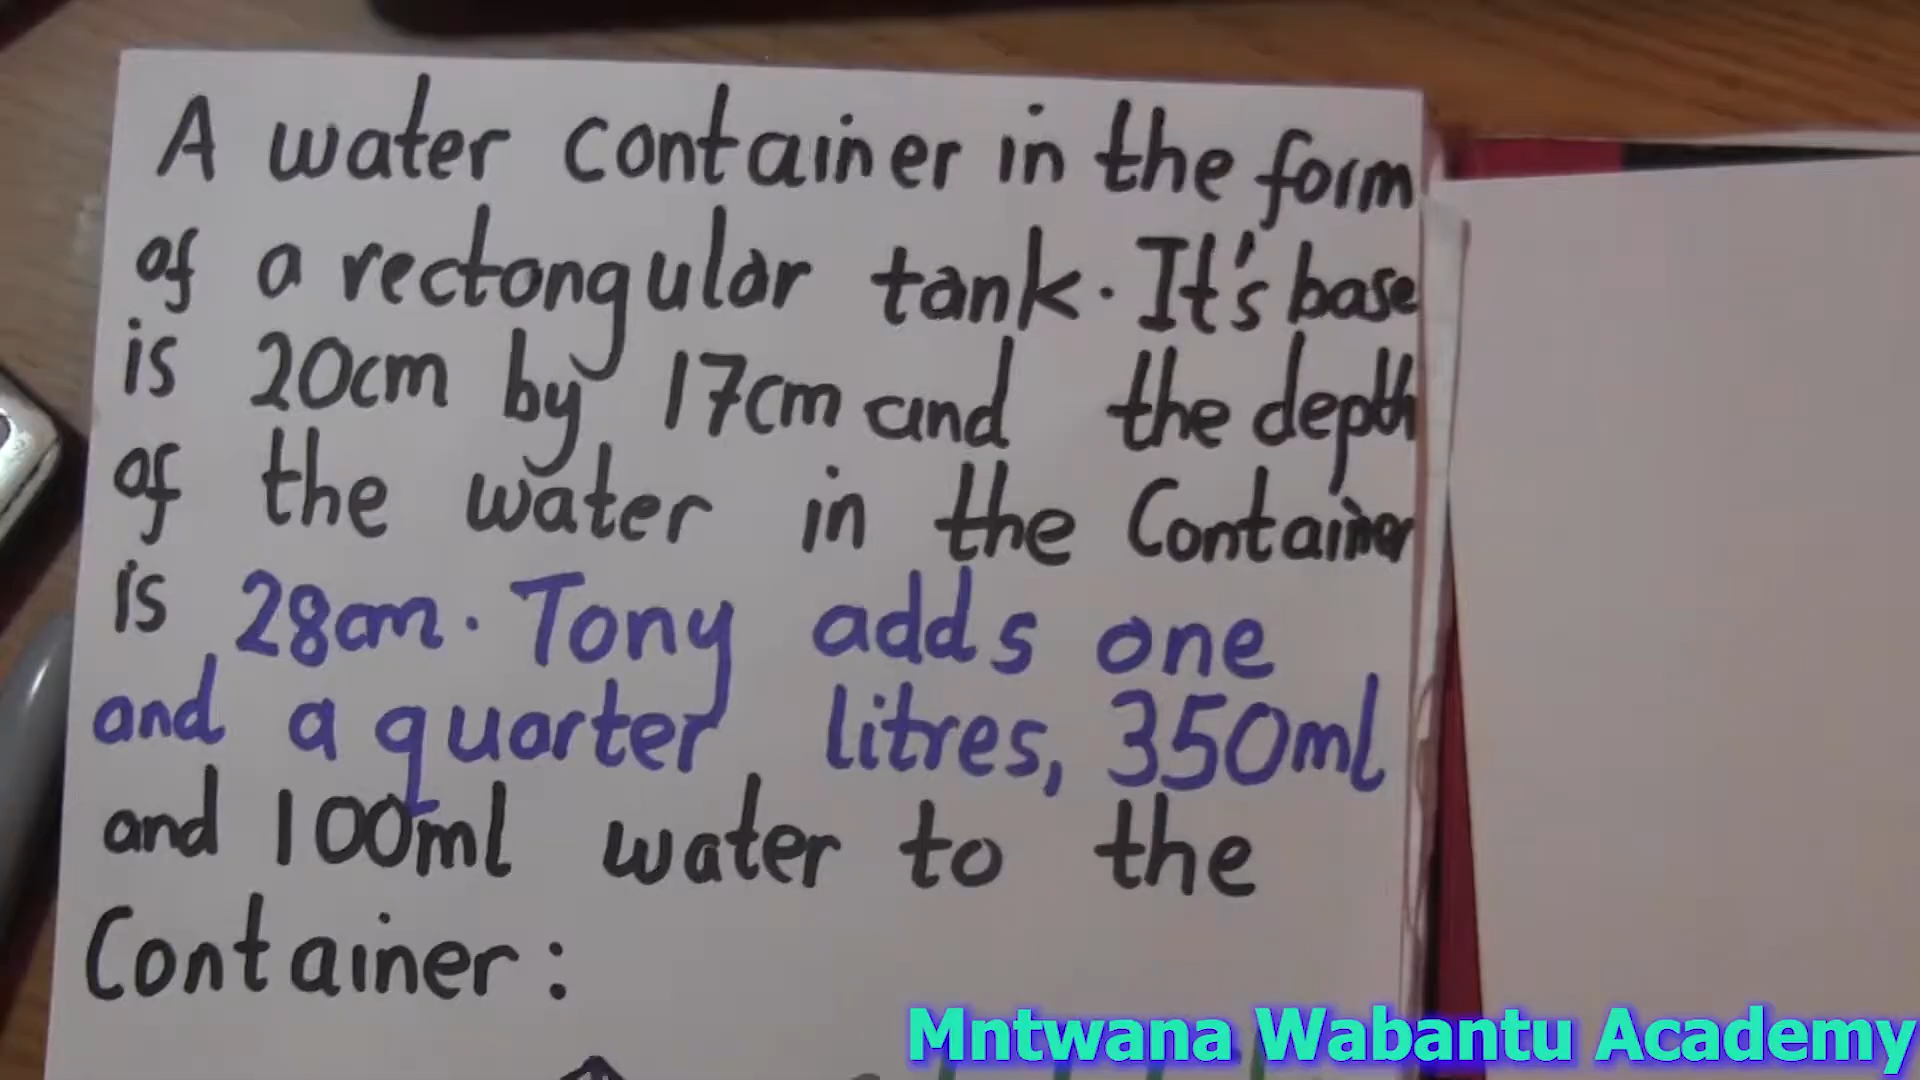 A water container in the form
of a rectangular tank. It's base
is 20cm by 17cm and the depth
of the water in the Container
is 28cm. Tony adds one
and a quarter litres, 350ml
and 100ml water to the
Container:
Mntwana Wabantu Academy